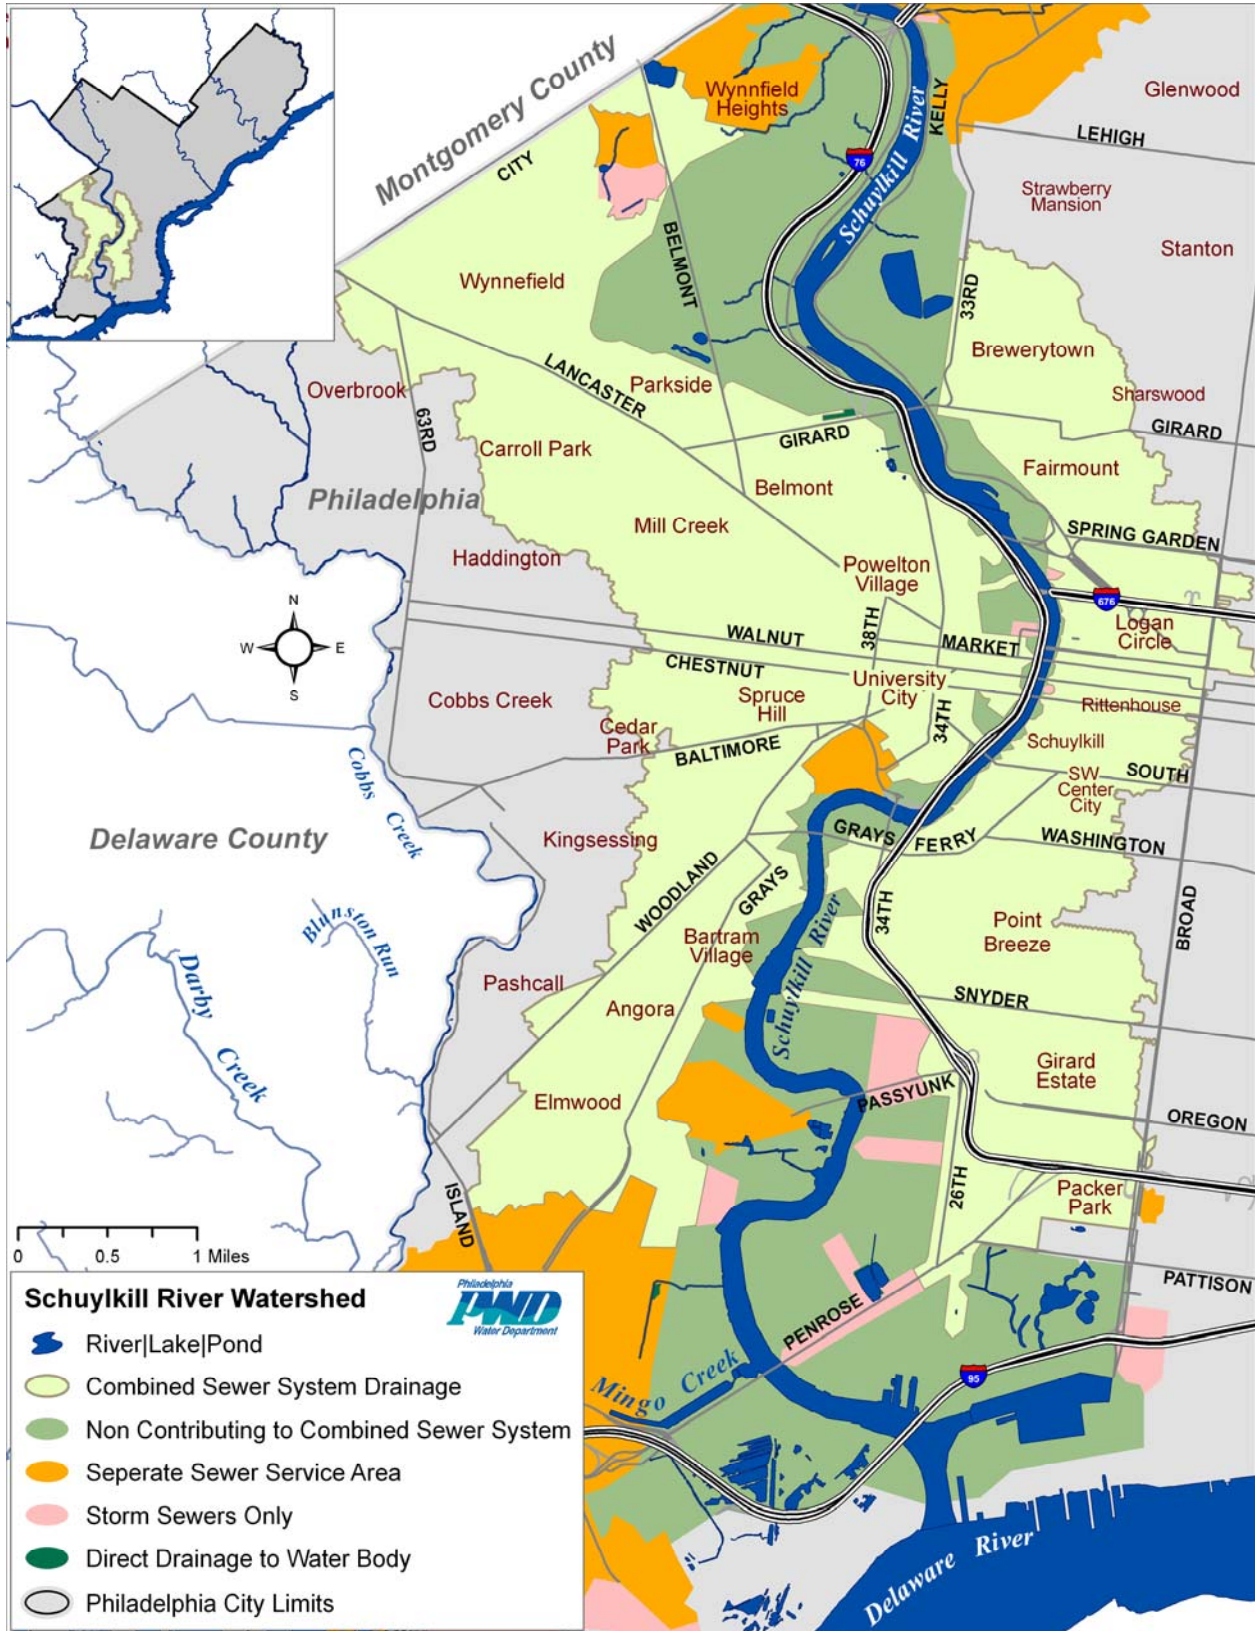 Montgomery County
CITY
Wynnfield
Heights
KELLY
Schuylkill River
76
Glenwood
LEHIGH
Strawberry
Mansion
Stanton
BELMONT
33RD
Wynnefield
Brewerytown
LANCASTER
Parkside
Sharswood
Overbrook
63RD
GIRARD
GIRARD
Carroll Park
Fairmount
Belmont
Philadelphia
Mill Creek
SPRING GARDEN
Haddington
Powelton
Village
676
N
W
E
S
WALNUT
38TH
MARKET
Logan
Circle
CHESTNUT
University
City
Cobbs Creek
Spruce
Hill
34TH
Rittenhouse
Cedar
Park
BALTIMORE
Schuylkill
SOUTH
SW
Center
City
Cobbs
Creek
Delaware County
Kingsessing
GRAYS FERRY
WASHINGTON
WOODLAND
GRAYS
Blunston Run
34TH
BROAD
Point
Breeze
Bartram
Village
Schuylkill River
Darby
Creek
Pashcall
Angora
SNYDER
Girard
Estate
Elmwood
PASSYUNK
OREGON
26TH
Packer
Park
ISLAND
0 0.5 1 Miles
PATTISON
PENROSE
Mingo Creek
95
Delaware River
Schuylkill River Watershed
Philadelphia
PWD
Water Department
River|Lake|Pond
Combined Sewer System Drainage
Non Contributing to Combined Sewer System
Seperate Sewer Service Area
Storm Sewers Only
Direct Drainage to Water Body
Philadelphia City Limits